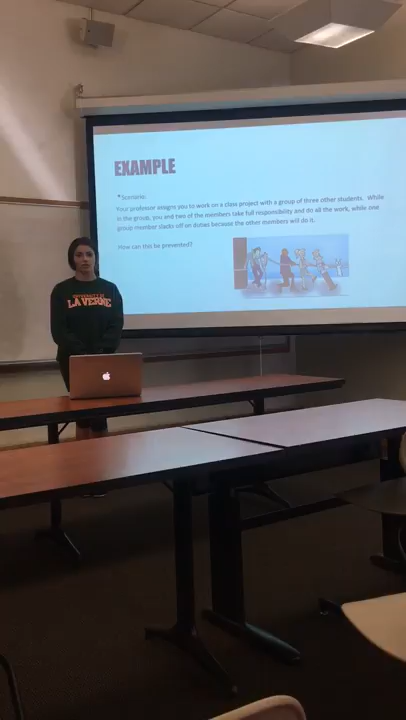 EXAMPLE
Scenario:
Your professor assigns you to work on a class project with a group of three other students. While
in the group, you and two of the members take full responsibility and do all the work, while one
group member slacks off on duties because the other members will do it.
How can this be prevented?
UNIVERSITY OF
LA VERNE